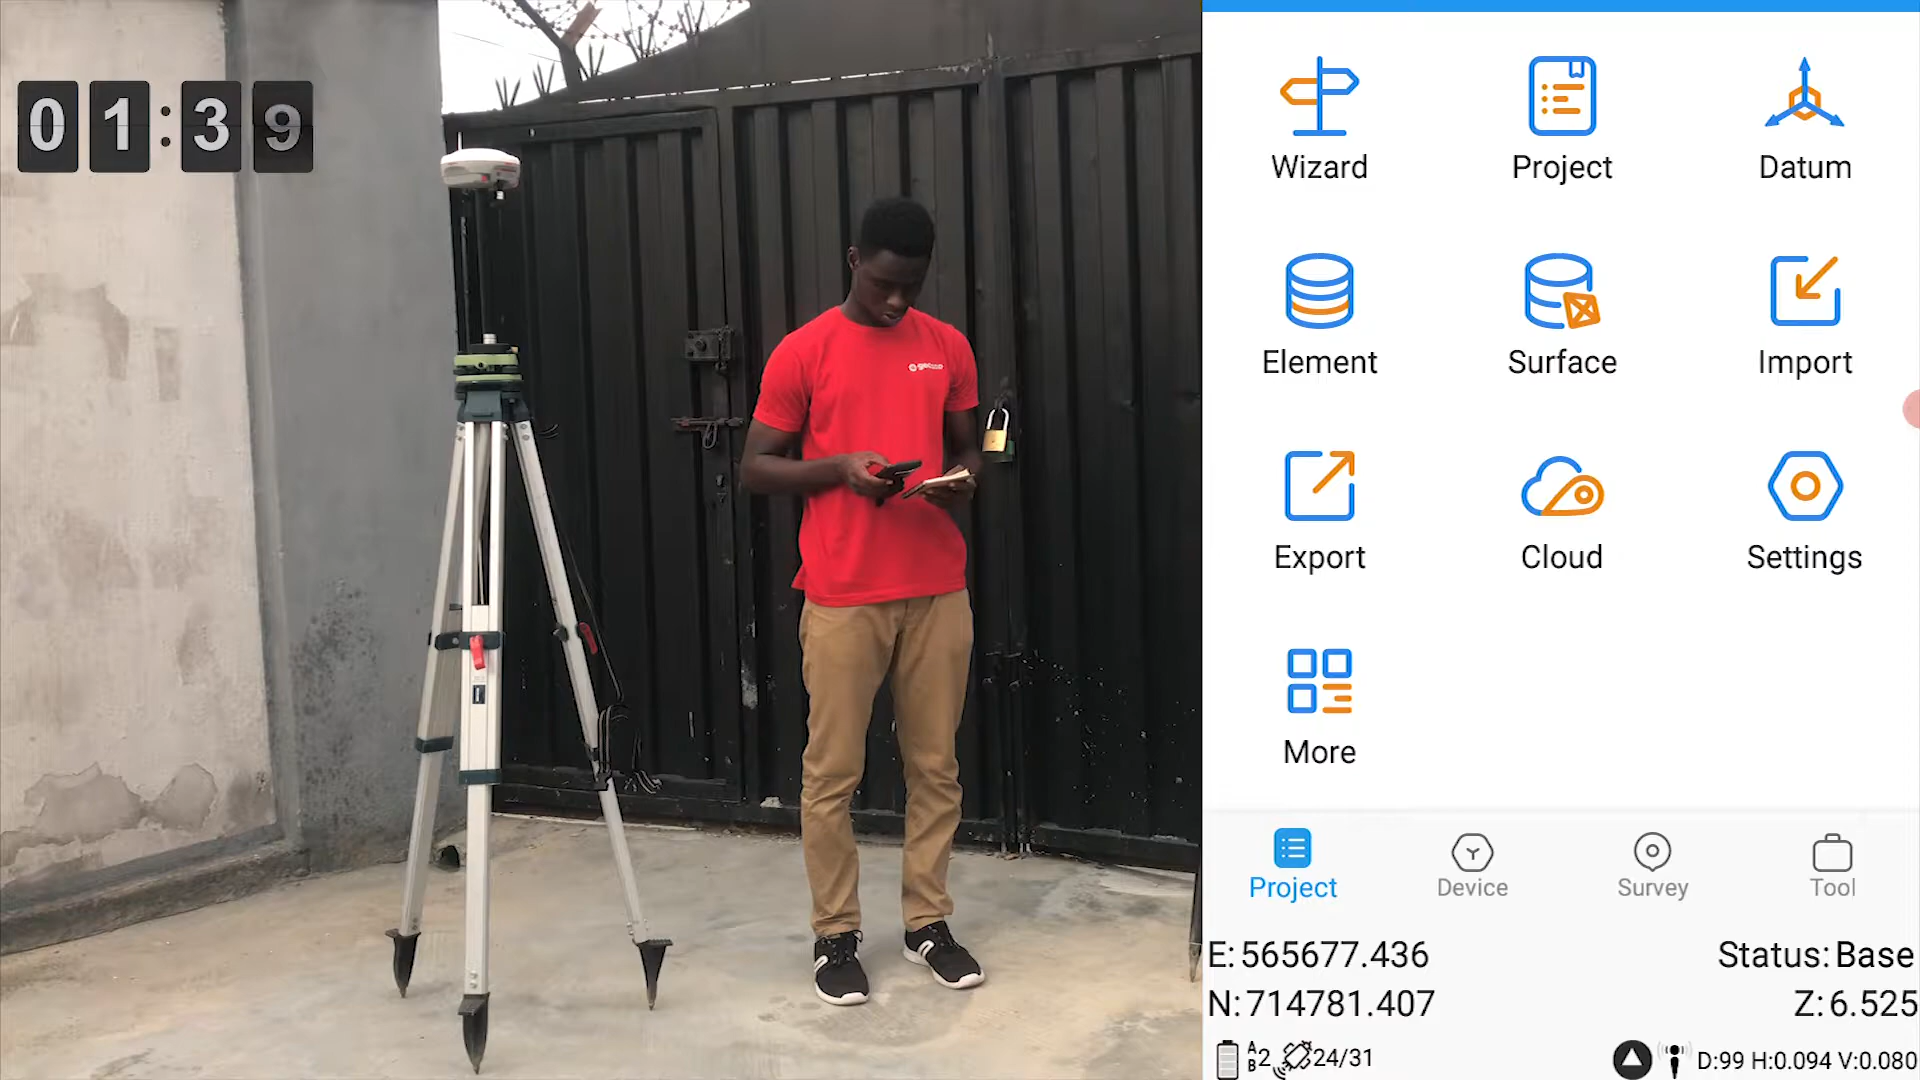 01:39
Wizard
Project
Datum
Element
Surface
Import
Export
Cloud
Settings
More
Project
Device
Survey
Tool
E:565677.436
Status:Base
N:714781.407
Z:6.525
A
B
2
24/31
D:99 H:0.094 V:0.080